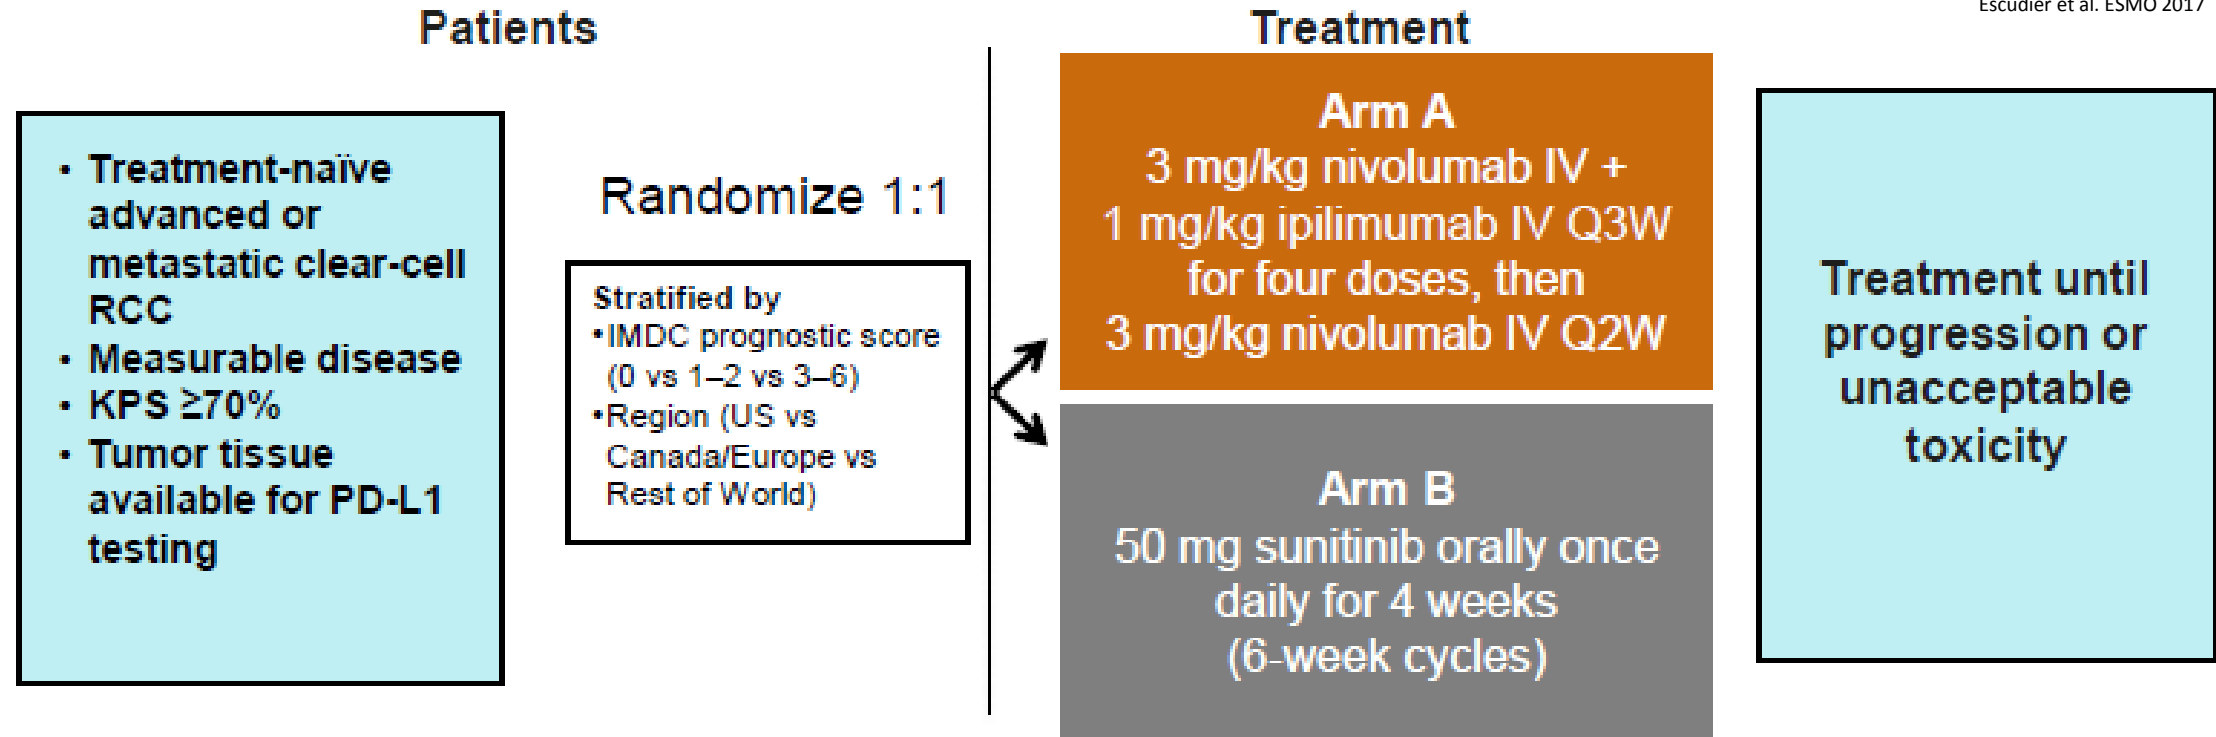 Escudier et al. ESMO 2017
Patients
Treatment
• Treatment-naïve
advanced or
metastatic clear-cell
RCC
• Measurable disease
• KPS ≥70%
• Tumor tissue
available for PD-L1
testing
Randomize 1:1
Stratified by
•IMDC prognostic score
(0 vs 1–2 vs 3–6)
•Region (US vs
Canada/Europe vs
Rest of World)
Arm A
3 mg/kg nivolumab IV +
1 mg/kg ipilimumab IV Q3W
for four doses, then
3 mg/kg nivolumab IV Q2W
Arm B
50 mg sunitinib orally once
daily for 4 weeks
(6-week cycles)
Treatment until
progression or
unacceptable
toxicity